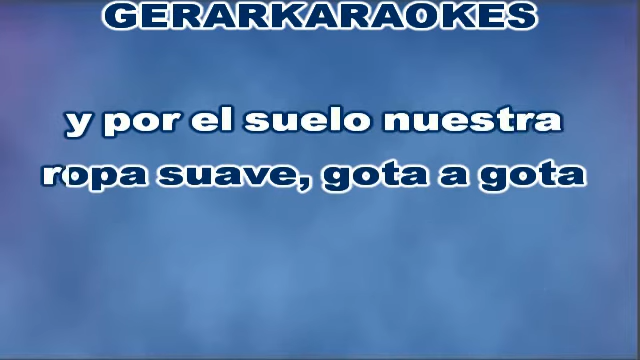 GERARKARAOKES
y por el suelo nuestra
ropa suave, gota a gota